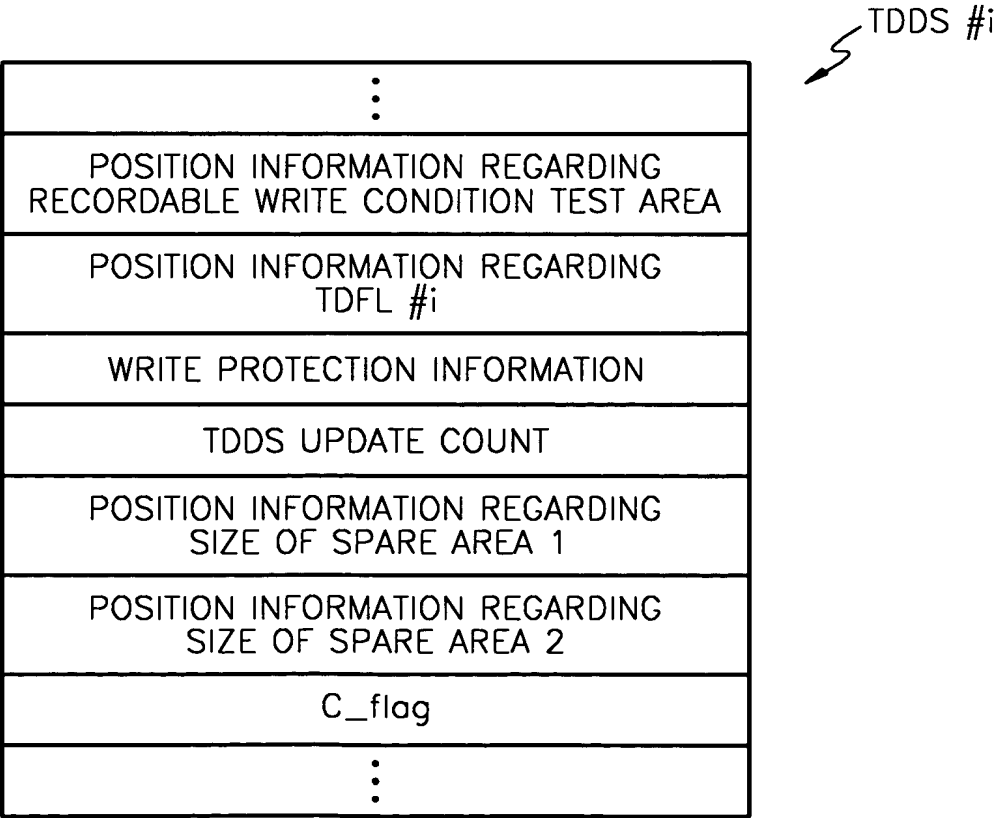 TDDS #i
POSITION INFORMATION REGARDING
RECORDABLE WRITE CONDITION TEST AREA
POSITION INFORMATION REGARDING
TDFL #i
WRITE PROTECTION INFORMATION
TDDS UPDATE COUNT
POSITION INFORMATION REGARDING
SIZE OF SPARE AREA 1
POSITION INFORMATION REGARDING
SIZE OF SPARE AREA 2
C_flag